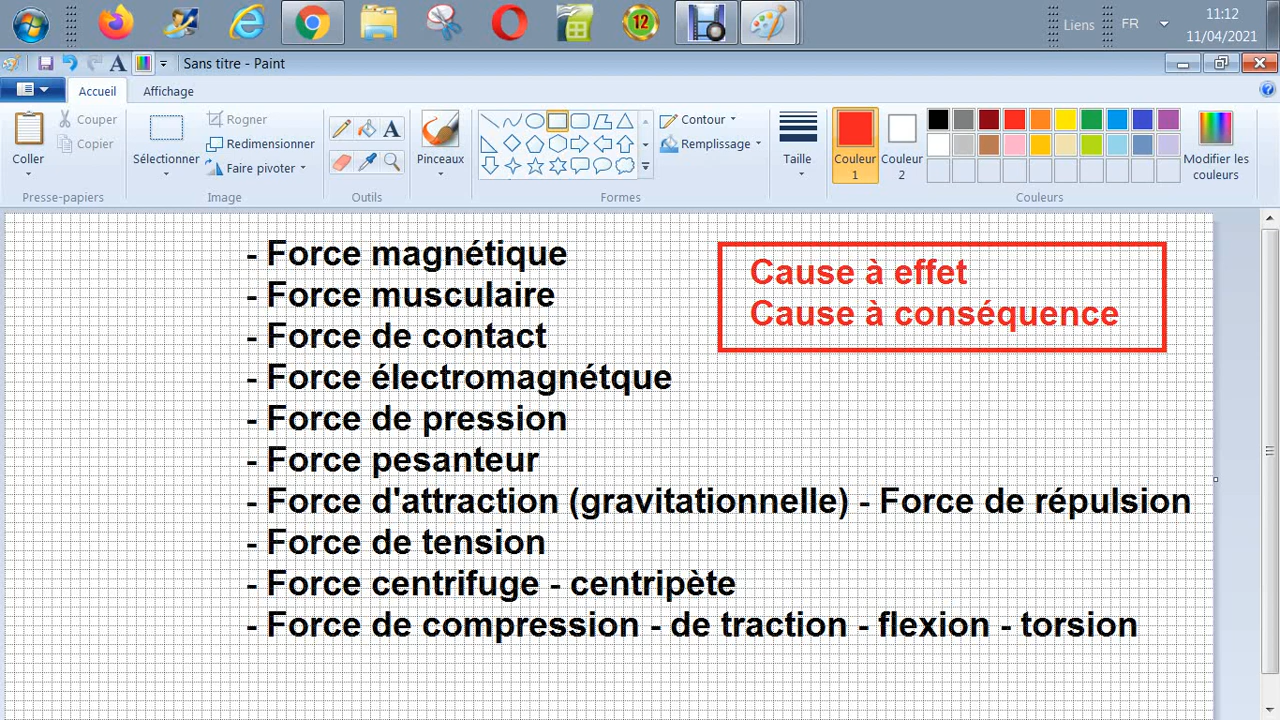 11:12
Liens
FR
11/04/2021
12
Sans titre - Paint
Accueil
Affichage
Coller
Couper
Copier
Presse-papiers
Sélectionner
Rogner
Redimensionner
Faire pivoter
Image
A
Outils
Pinceaux
Contour
Remplissage
Formes
Taille
Couleur
1
Couleur
2
Modifier les
couleurs
Couleurs
- Force magnétique
- Force musculaire
- Force de contact
- Force électromagnétque
- Force de pression
- Force pesanteur
- Force d'attraction (gravitationnelle) - Force de répulsion
- Force de tension
- Force centrifuge - centripète
- Force de compression - de traction - flexion - torsion
Cause à effet
Cause à conséquence